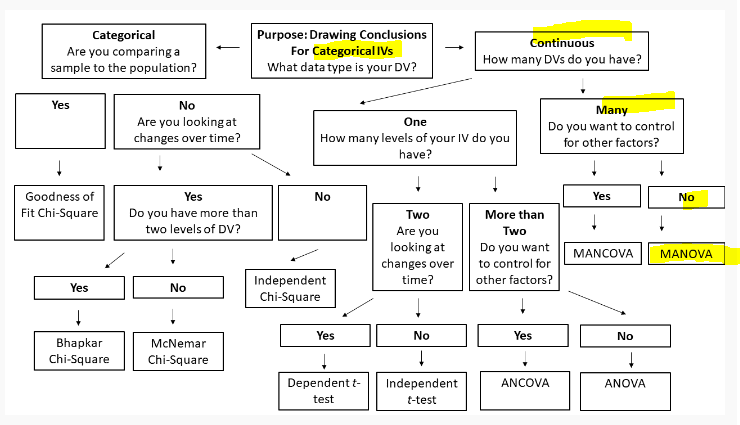 Categorical
Are you comparing a
sample to the population?
Purpose: Drawing Conclusions
For Categorical IVs
What data type is your DV?
Continuous
How many DVs do you have?
Yes
No
Are you looking at
changes over time?
One
How many levels of your IV do you
have?
Many
Do you want to control
for other factors?
Goodness of
Fit Chi-Square
Yes
Do you have more than
two levels of DV?
No
Two
Are you
looking at
changes over
time?
More than
Two
Do you want
to control for
other factors?
Yes
No
MANCOVA
MANOVA
Independent
Chi-Square
Yes
No
Bhapkar
Chi-Square
McNemar
Chi-Square
Yes
No
Yes
No
Dependent t-
test
Independent
t-test
ANCOVA
ANOVA